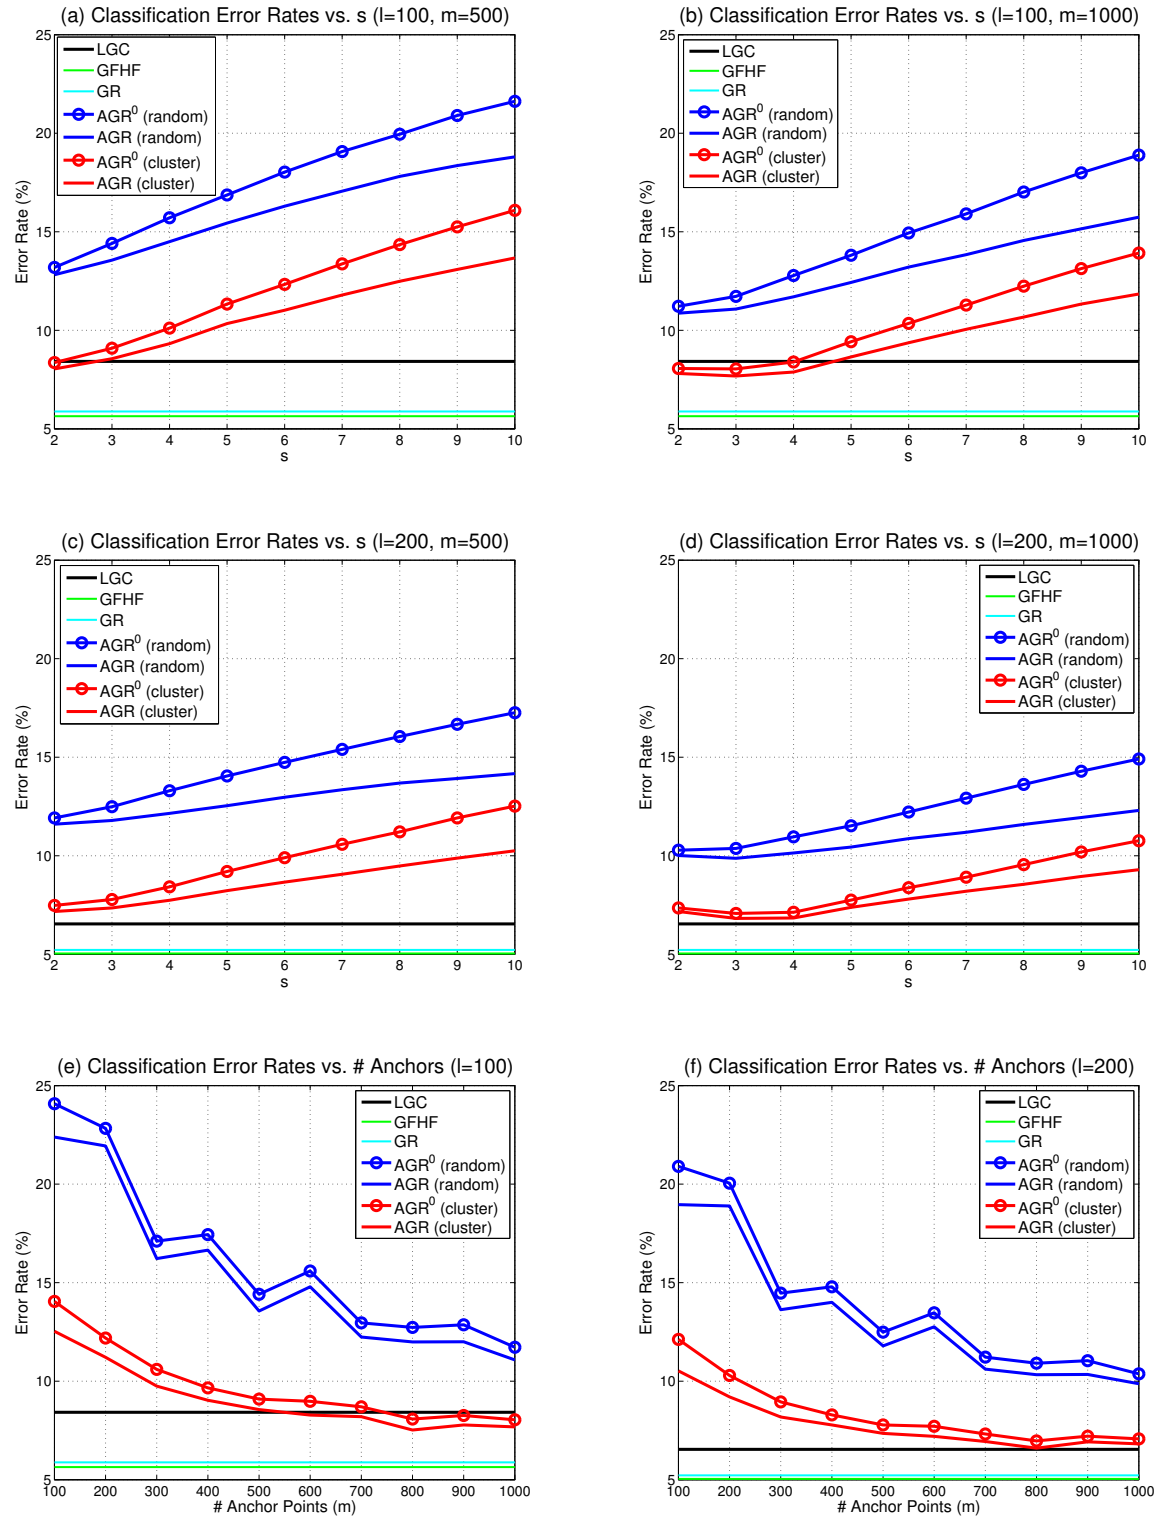 (a) Classification Error Rates vs. s (l=100, m=500)
25
20
15
10
5
Error Rate (%)
LGC
GFHF
GR
AGR⁰ (random)
AGR (random)
AGR⁰ (cluster)
AGR (cluster)
2 3 4 5 6 7 8 9 10
s
(b) Classification Error Rates vs. s (l=100, m=1000)
25
20
15
10
5
Error Rate (%)
LGC
GFHF
GR
AGR⁰ (random)
AGR (random)
AGR⁰ (cluster)
AGR (cluster)
2 3 4 5 6 7 8 9 10
s
(c) Classification Error Rates vs. s (l=200, m=500)
25
20
15
10
5
Error Rate (%)
LGC
GFHF
GR
AGR⁰ (random)
AGR (random)
AGR⁰ (cluster)
AGR (cluster)
2 3 4 5 6 7 8 9 10
s
(d) Classification Error Rates vs. s (l=200, m=1000)
25
20
15
10
5
Error Rate (%)
LGC
GFHF
GR
AGR⁰ (random)
AGR (random)
AGR⁰ (cluster)
AGR (cluster)
2 3 4 5 6 7 8 9 10
s
(e) Classification Error Rates vs. # Anchors (l=100)
25
20
15
10
5
Error Rate (%)
LGC
GFHF
GR
AGR⁰ (random)
AGR (random)
AGR⁰ (cluster)
AGR (cluster)
100 200 300 400 500 600 700 800 900 1000
# Anchor Points (m)
(f) Classification Error Rates vs. # Anchors (l=200)
25
20
15
10
5
Error Rate (%)
LGC
GFHF
GR
AGR⁰ (random)
AGR (random)
AGR⁰ (cluster)
AGR (cluster)
100 200 300 400 500 600 700 800 900 1000
# Anchor Points (m)